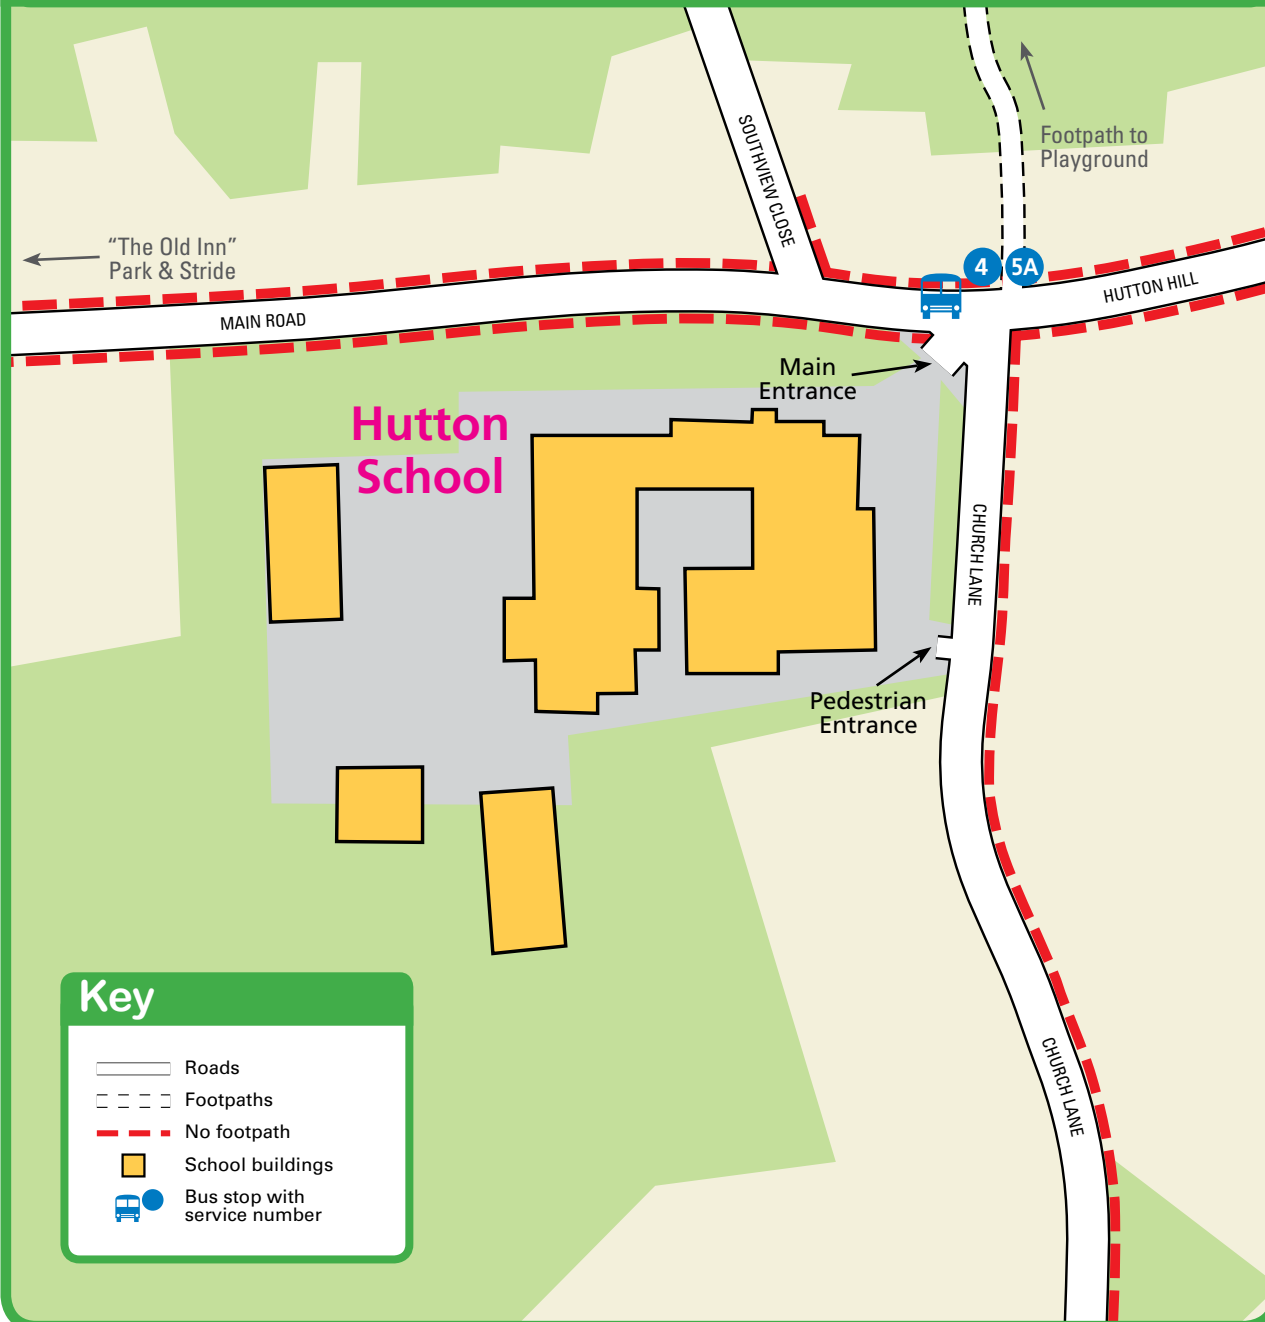 SOUTHVIEW CLOSE
Footpath to
Playground
"The Old Inn"
Park & Stride
4
5A
HUTTON HILL
MAIN ROAD
Main
Entrance
Hutton
School
CHURCH LANE
Pedestrian
Entrance
CHURCH LANE
Key
Roads
Footpaths
No footpath
School buildings
Bus stop with
service number